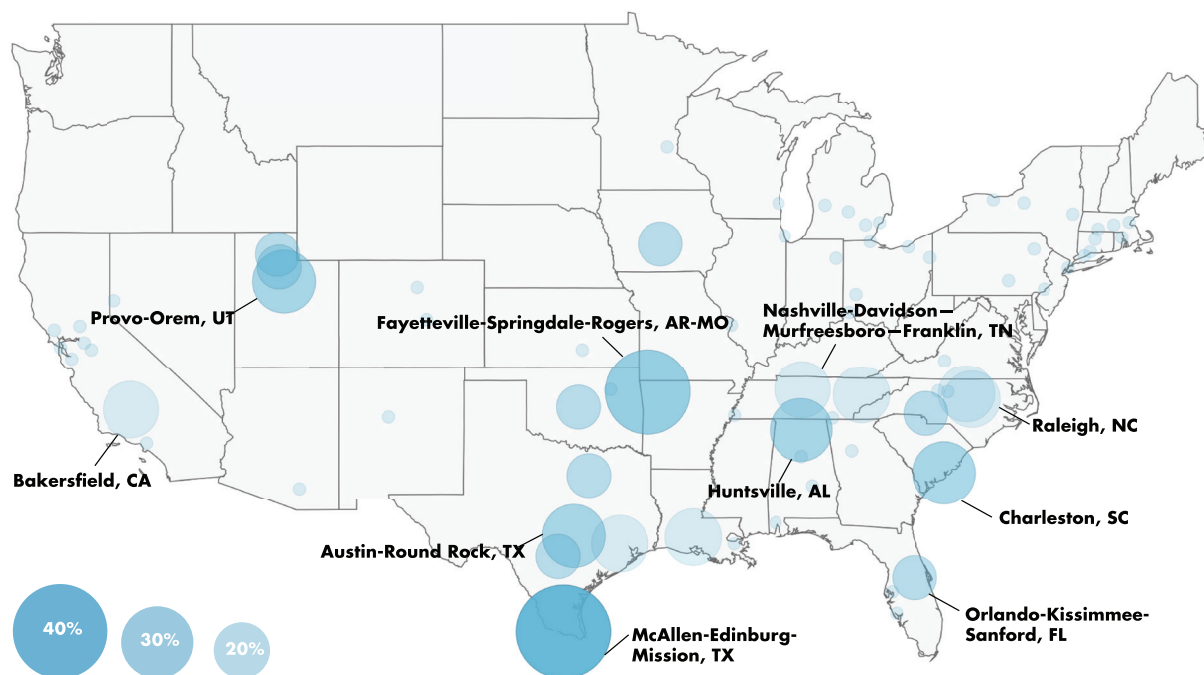 Nashville-Davidson—
Murfreesboro—Franklin, TN
Provo-Orem, UT
Fayetteville-Springdale-Rogers, AR-MO
Raleigh, NC
Bakersfield, CA
Huntsville, AL
Charleston, SC
Austin-Round Rock, TX
Orlando-Kissimmee-
Sanford, FL
McAllen-Edinburg-
Mission, TX
40%
30%
20%